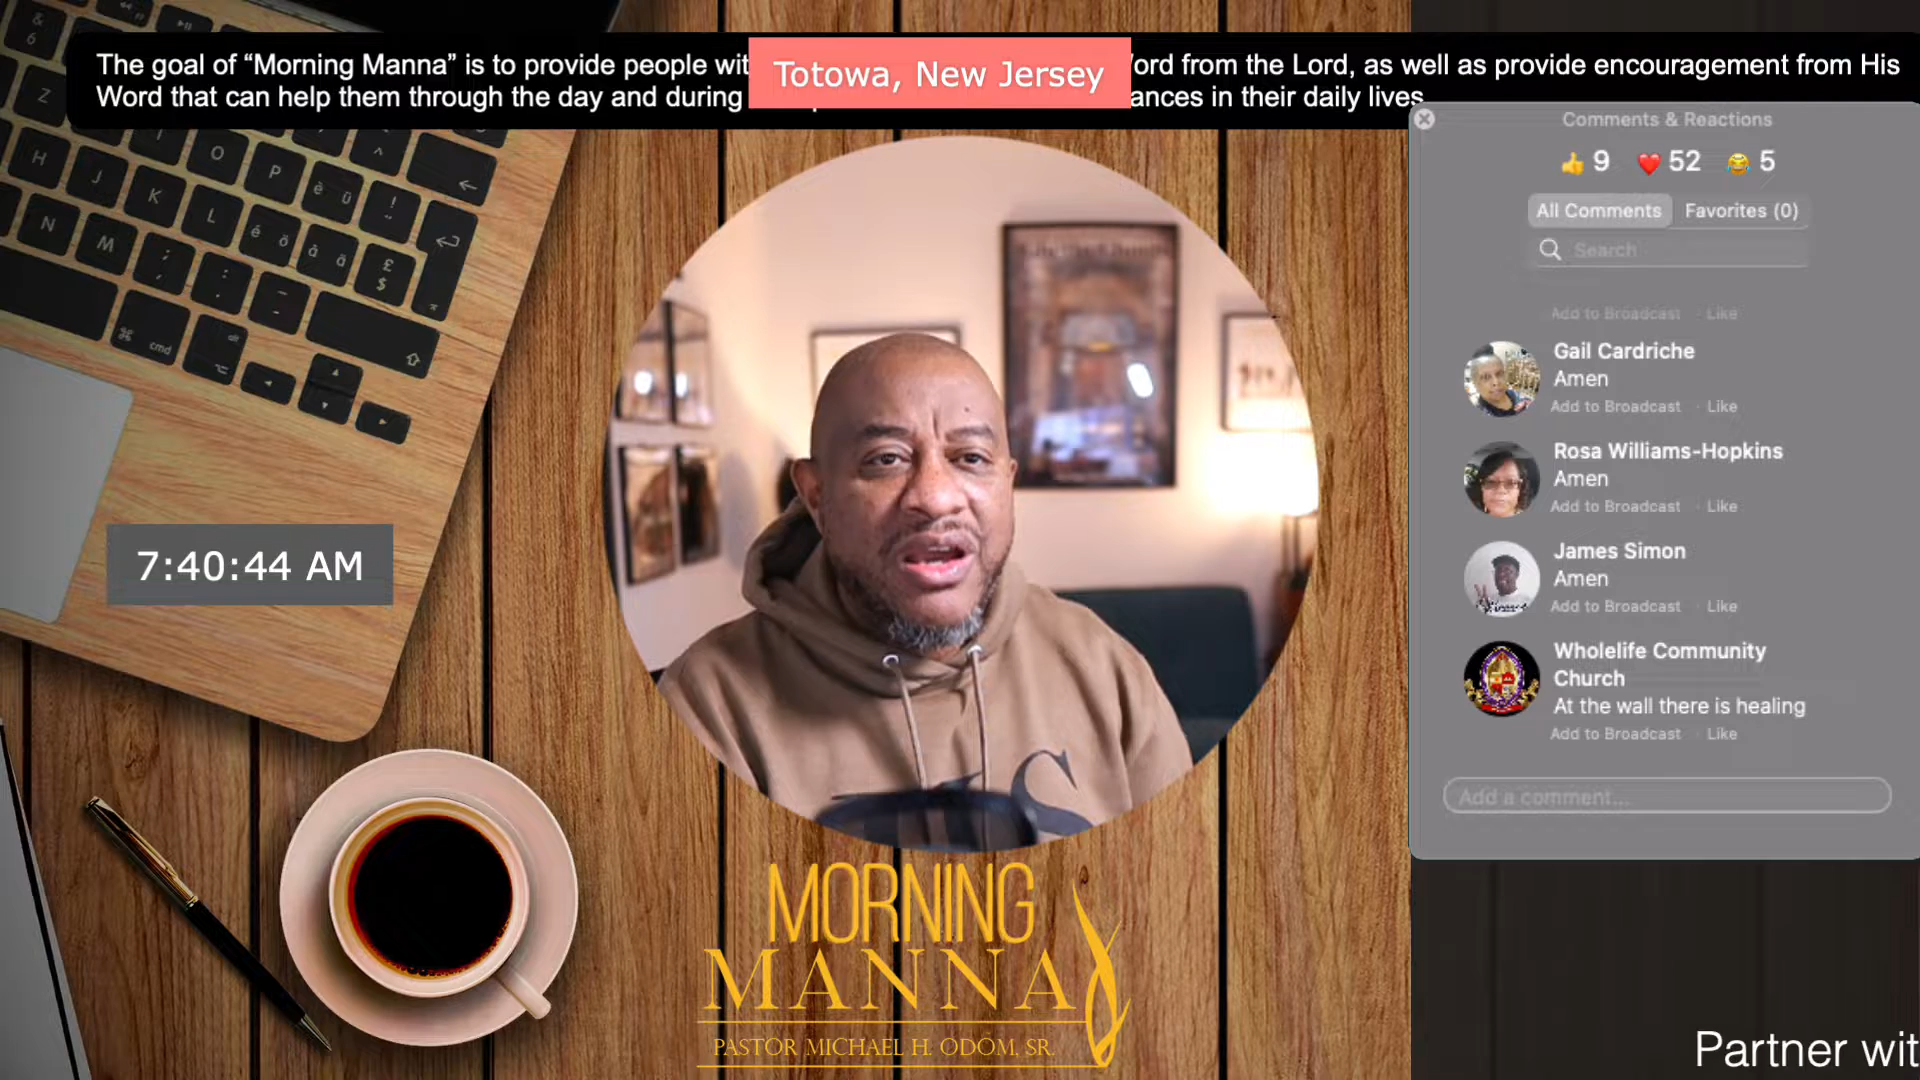 The goal of “Morning Manna” is to provide people wit
Totowa, New Jersey
ord from the Lord, as well as provide encouragement from His
Word that can help them through the day and during
ances in their daily lives
Comments & Reactions
👍 9 ❤️ 52 😂 5
All Comments Favorites (0)
Search
Add to Broadcast · Like
Gail Cardriche
Amen
Add to Broadcast · Like
Rosa Williams-Hopkins
Amen
Add to Broadcast · Like
James Simon
Amen
Add to Broadcast · Like
Wholelife Community
Church
At the wall there is healing
Add to Broadcast · Like
Add a comment...
7:40:44 AM
MORNING
MANNA
PASTOR MICHAEL H. ODŌM, SR.
Partner wit